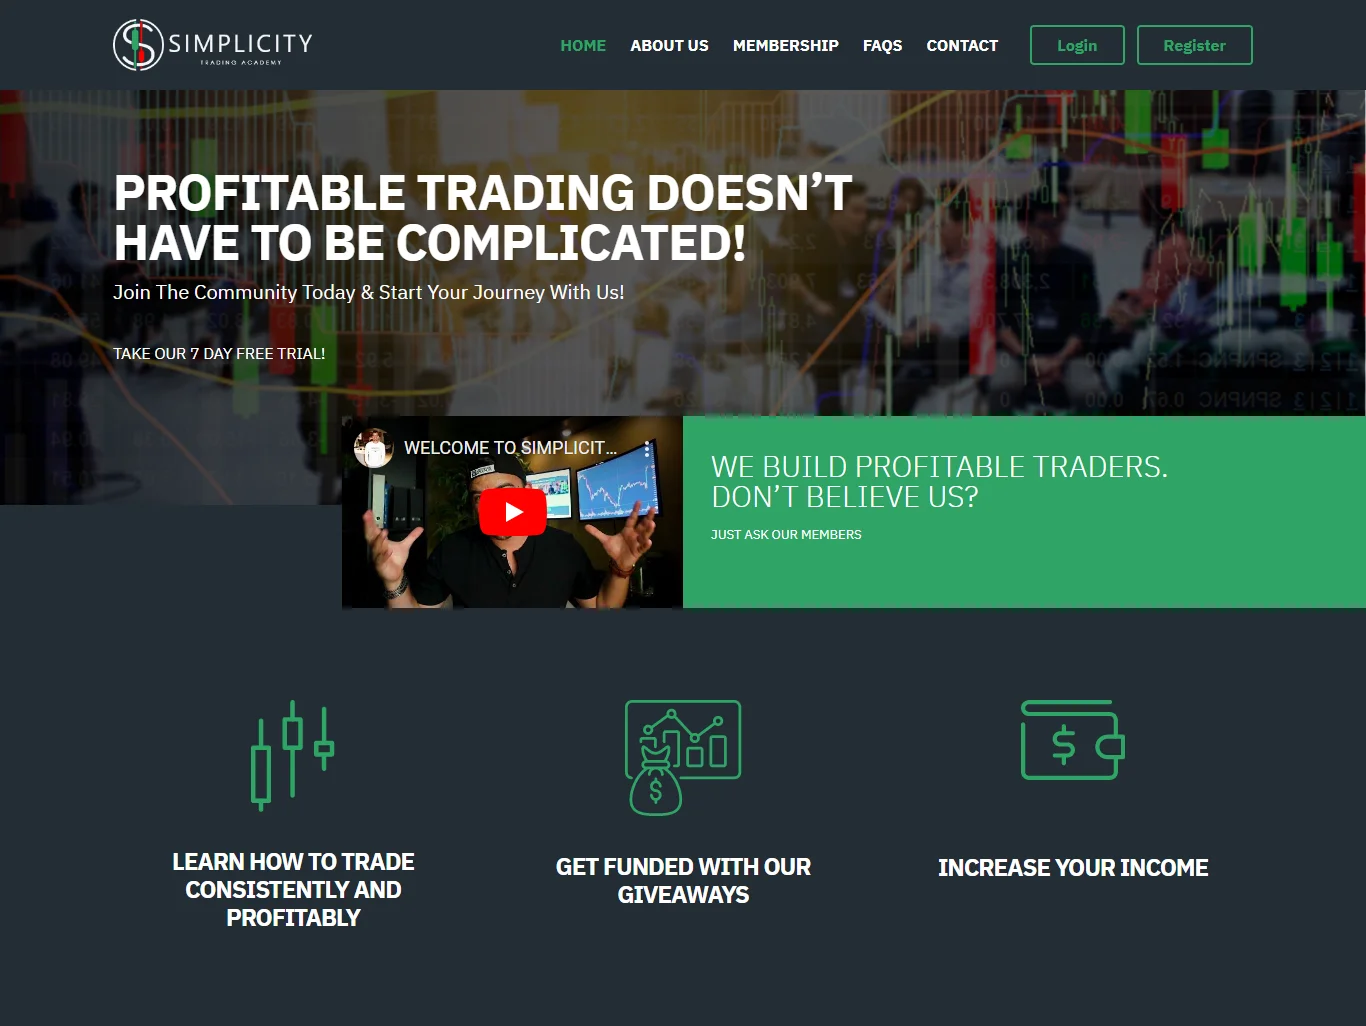 SIMPLICITY
TRADING ACADEMY
HOME
ABOUT US
MEMBERSHIP
FAQS
CONTACT
Login
Register
PROFITABLE TRADING DOESN’T
HAVE TO BE COMPLICATED!
Join The Community Today & Start Your Journey With Us!
TAKE OUR 7 DAY FREE TRIAL!
WELCOME TO SIMPLICIT...
WE BUILD PROFITABLE TRADERS.
DON’T BELIEVE US?
JUST ASK OUR MEMBERS
$
$
LEARN HOW TO TRADE
CONSISTENTLY AND
PROFITABLY
GET FUNDED WITH OUR
GIVEAWAYS
INCREASE YOUR INCOME